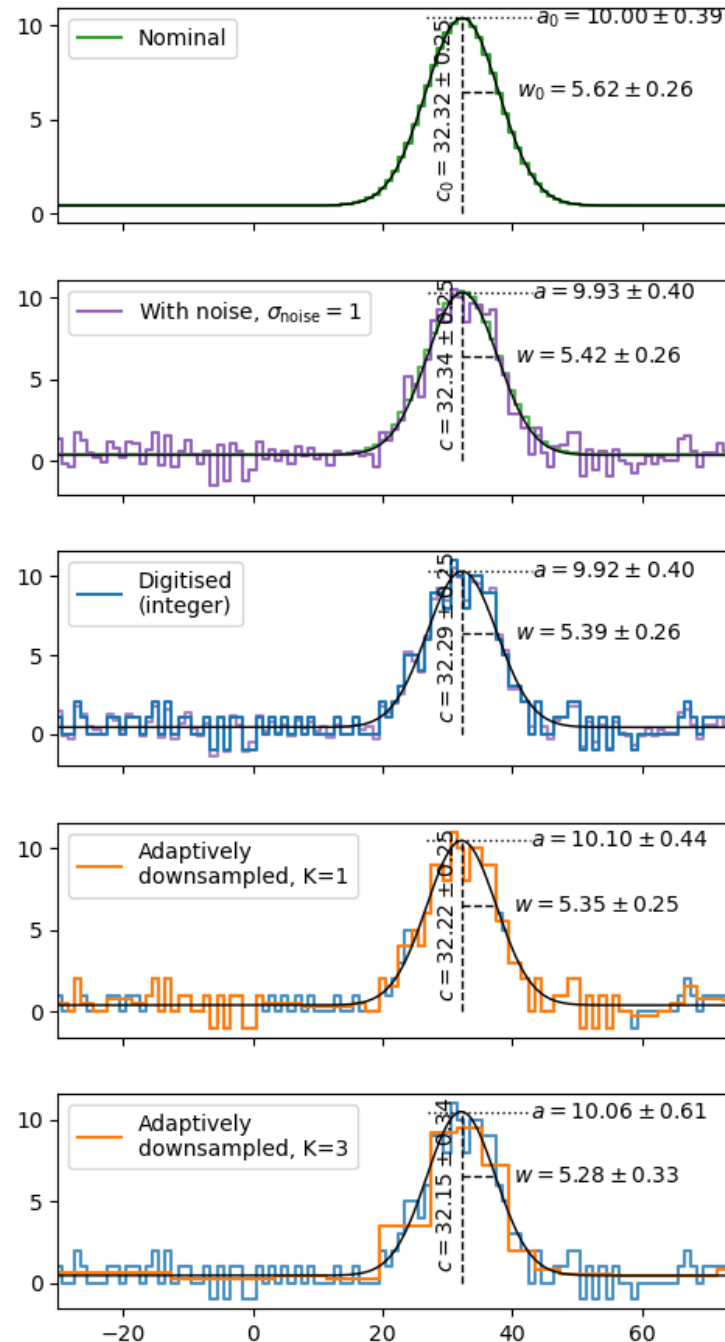 10
5
0
Nominal
a₀ = 10.00 ± 0.39
w₀ = 5.62 ± 0.26
c₀ = 32.32 ± 0.25
10
5
0
With noise, σnoise = 1
a = 9.93 ± 0.40
w = 5.42 ± 0.26
c = 32.34 ± 0.25
10
5
0
Digitised
(integer)
a = 9.92 ± 0.40
w = 5.39 ± 0.26
c = 32.29 ± 0.25
10
5
0
Adaptively
downsampled, K=1
a = 10.10 ± 0.44
w = 5.35 ± 0.25
c = 32.22 ± 0.25
10
5
0
Adaptively
downsampled, K=3
a = 10.06 ± 0.61
w = 5.28 ± 0.33
c = 32.15 ± 0.34
−20 0 20 40 60